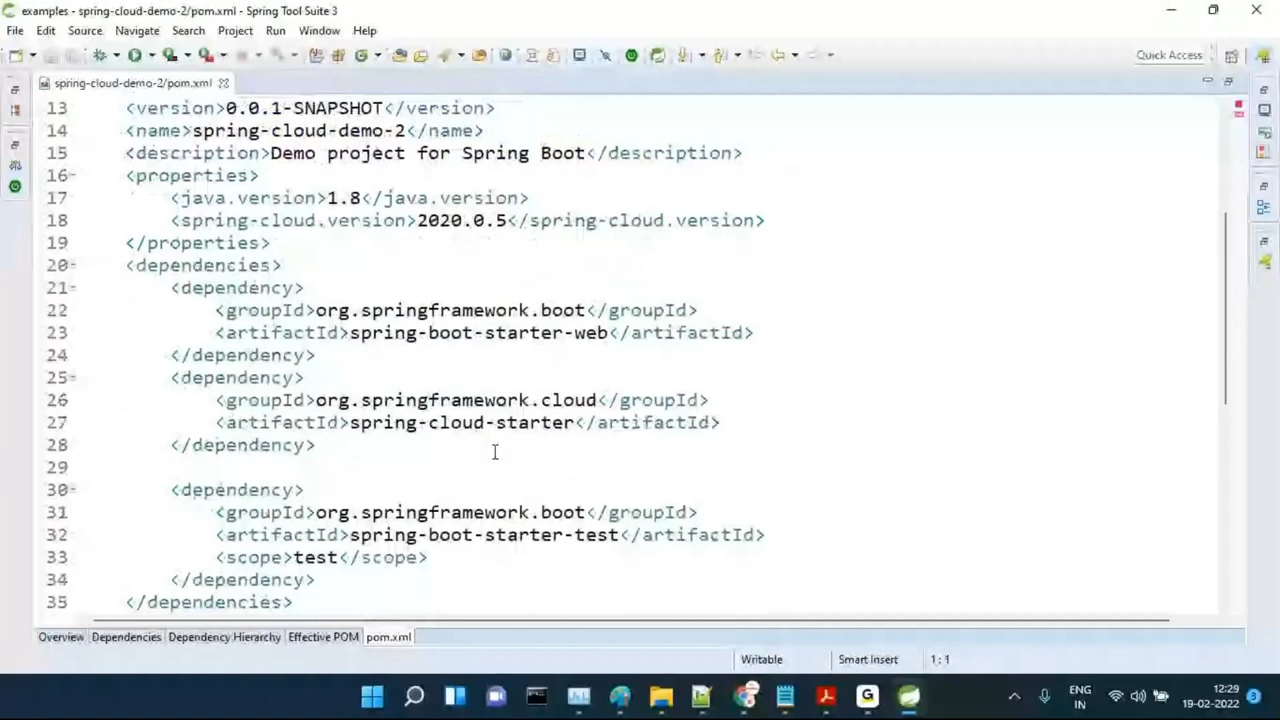 examples - spring-cloud-demo-2/pom.xml - Spring Tool Suite 3
File Edit Source Navigate Search Project Run Window Help
Quick Access
spring-cloud-demo-2/pom.xml
13 <version>0.0.1-SNAPSHOT</version>
14 <name>spring-cloud-demo-2</name>
15 <description>Demo project for Spring Boot</description>
16 <properties>
17 <java.version>1.8</java.version>
18 <spring-cloud.version>2020.0.5</spring-cloud.version>
19 </properties>
20 <dependencies>
21 <dependency>
22 <groupId>org.springframework.boot</groupId>
23 <artifactId>spring-boot-starter-web</artifactId>
24 </dependency>
25 <dependency>
26 <groupId>org.springframework.cloud</groupId>
27 <artifactId>spring-cloud-starter</artifactId>
28 </dependency>
29
30 <dependency>
31 <groupId>org.springframework.boot</groupId>
32 <artifactId>spring-boot-starter-test</artifactId>
33 <scope>test</scope>
34 </dependency>
35 </dependencies>
Overview Dependencies Dependency Hierarchy Effective POM pom.xml
Writable Smart Insert 1 : 1
ENG 12:29
IN 19-02-2022 3